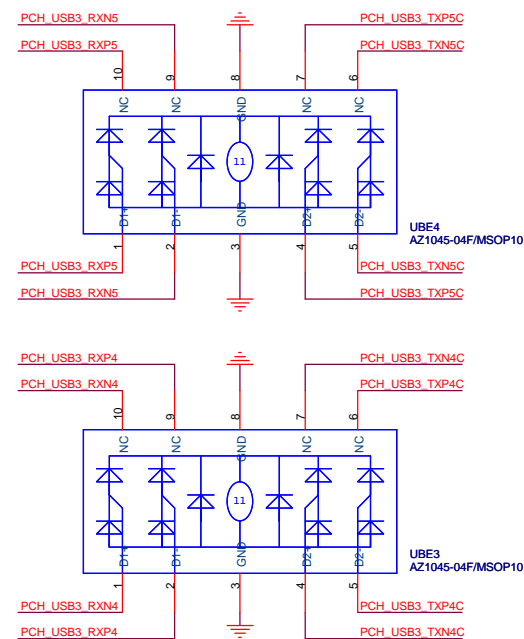 PCH_USB3_RXN5
PCH_USB3_TXP5C
PCH_USB3_RXP5
PCH_USB3_TXN5C
10
9
8
7
6
NC
NC
GND
NC
NC
11
D1+
D1-
GND
D2+
D2-
UBE4
AZ1045-04F/MSOP10
1
2
3
4
5
PCH_USB3_RXP5
PCH_USB3_TXN5C
PCH_USB3_RXN5
PCH_USB3_TXP5C
PCH_USB3_RXP4
PCH_USB3_TXN4C
PCH_USB3_RXN4
PCH_USB3_TXP4C
10
9
8
7
6
NC
NC
GND
NC
NC
11
D1+
D1-
GND
D2+
D2-
UBE3
AZ1045-04F/MSOP10
1
2
3
4
5
PCH_USB3_RXN4
PCH_USB3_TXP4C
PCH_USB3_RXP4
PCH_USB3_TXN4C